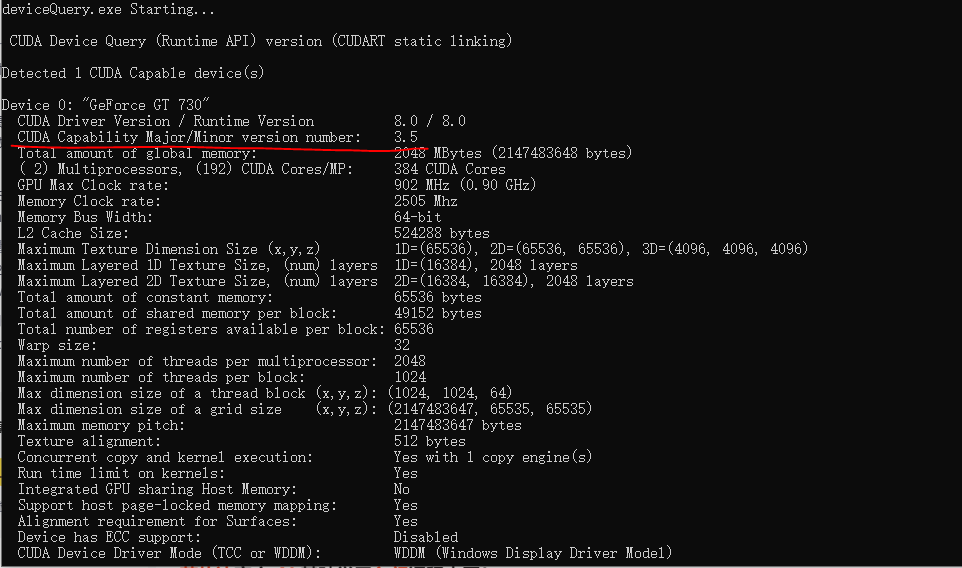 deviceQuery.exe Starting...
CUDA Device Query (Runtime API) version (CUDART static linking)
Detected 1 CUDA Capable device(s)
Device 0: "GeForce GT 730"
CUDA Driver Version / Runtime Version 8.0 / 8.0
CUDA Capability Major/Minor version number: 3.5
Total amount of global memory: 2048 MBytes (2147483648 bytes)
( 2) Multiprocessors, (192) CUDA Cores/MP: 384 CUDA Cores
GPU Max Clock rate: 902 MHz (0.90 GHz)
Memory Clock rate: 2505 Mhz
Memory Bus Width: 64-bit
L2 Cache Size: 524288 bytes
Maximum Texture Dimension Size (x,y,z) 1D=(65536), 2D=(65536, 65536), 3D=(4096, 4096, 4096)
Maximum Layered 1D Texture Size, (num) layers 1D=(16384), 2048 layers
Maximum Layered 2D Texture Size, (num) layers 2D=(16384, 16384), 2048 layers
Total amount of constant memory: 65536 bytes
Total amount of shared memory per block: 49152 bytes
Total number of registers available per block: 65536
Warp size: 32
Maximum number of threads per multiprocessor: 2048
Maximum number of threads per block: 1024
Max dimension size of a thread block (x,y,z): (1024, 1024, 64)
Max dimension size of a grid size (x,y,z): (2147483647, 65535, 65535)
Maximum memory pitch: 2147483647 bytes
Texture alignment: 512 bytes
Concurrent copy and kernel execution: Yes with 1 copy engine(s)
Run time limit on kernels: Yes
Integrated GPU sharing Host Memory: No
Support host page-locked memory mapping: Yes
Alignment requirement for Surfaces: Yes
Device has ECC support: Disabled
CUDA Device Driver Mode (TCC or WDDM): WDDM (Windows Display Driver Model)